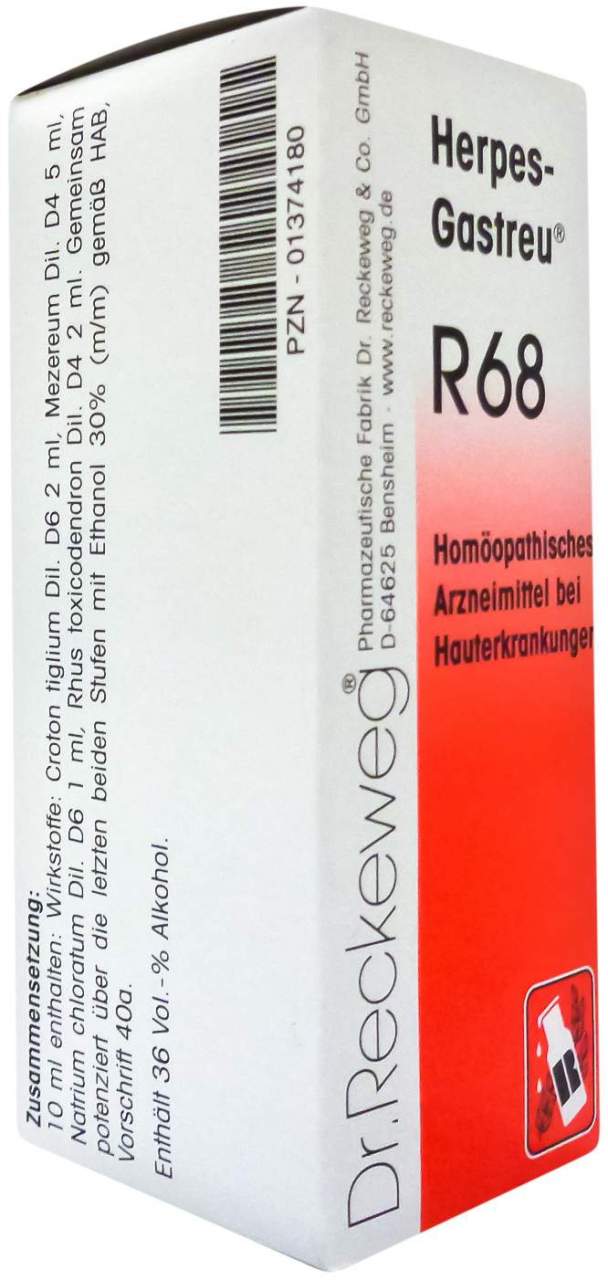 Zusammensetzung:
10 ml enthalten: Wirkstoffe: Croton tiglium Dil. D6 2 ml, Mezereum Dil. D4 5 ml,
Natrium chloratum Dil. D6 1 ml, Rhus toxicodendron Dil. D4 2 ml. Gemeinsam
potenziert über die letzten beiden Stufen mit Ethanol 30% (m/m) gemäß HAB,
Vorschrift 40a.
Enthält 36 Vol.-% Alkohol.
PZN - 01374180
Dr.Reckeweg®
Pharmazeutische Fabrik Dr. Reckeweg & Co. GmbH
D-64625 Bensheim · www.reckeweg.de
Herpes-
Gastreu®
R68
Homöopathisches
Arzneimittel bei
Hauterkrankungen
R